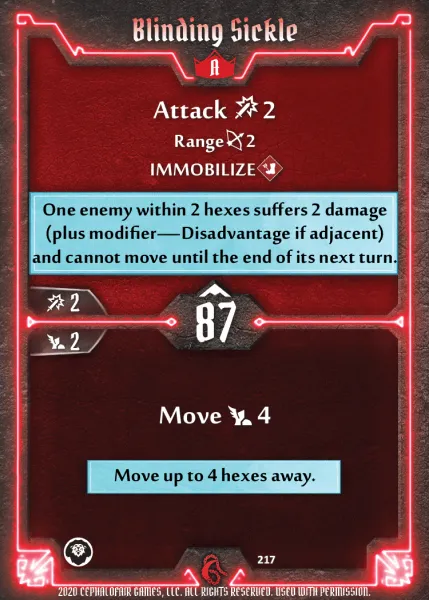 Blinding Sickle
A
Attack 2
Range 2
IMMOBILIZE
One enemy within 2 hexes suffers 2 damage
(plus modifier—Disadvantage if adjacent)
and cannot move until the end of its next turn.
2
87
2
Move 4
Move up to 4 hexes away.
217
2020 CEPHALOFAIR GAMES, LLC. ALL RIGHTS RESERVED. USED WITH PERMISSION.